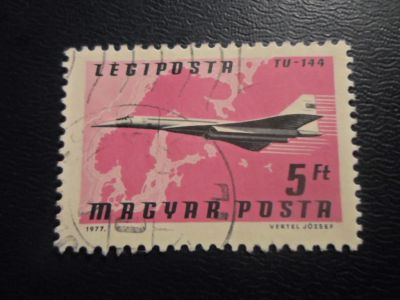 LÉGIPOSTA TU-144
5 Ft
MAGYAR POSTA
1977. VERTEL JÓZSEF